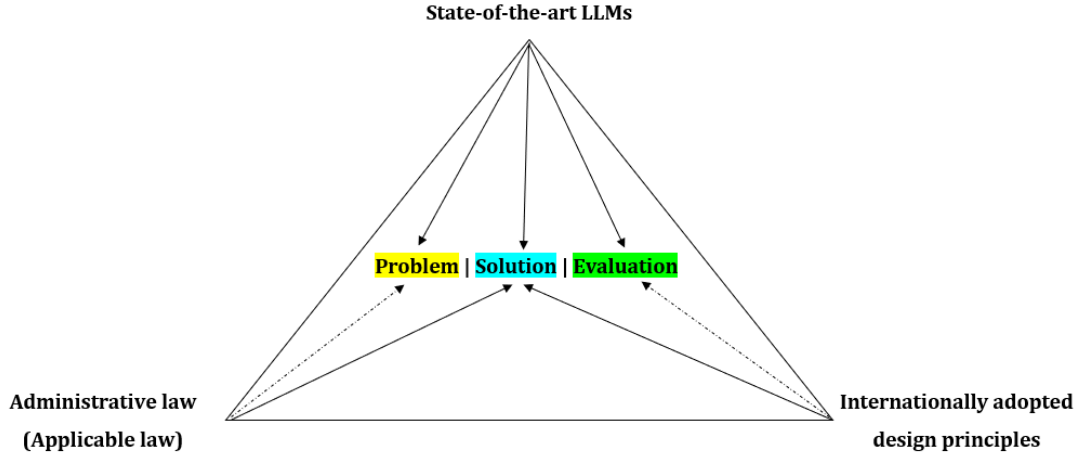 State-of-the-art LLMs
Problem | Solution | Evaluation
Administrative law
(Applicable law)
Internationally adopted
design principles